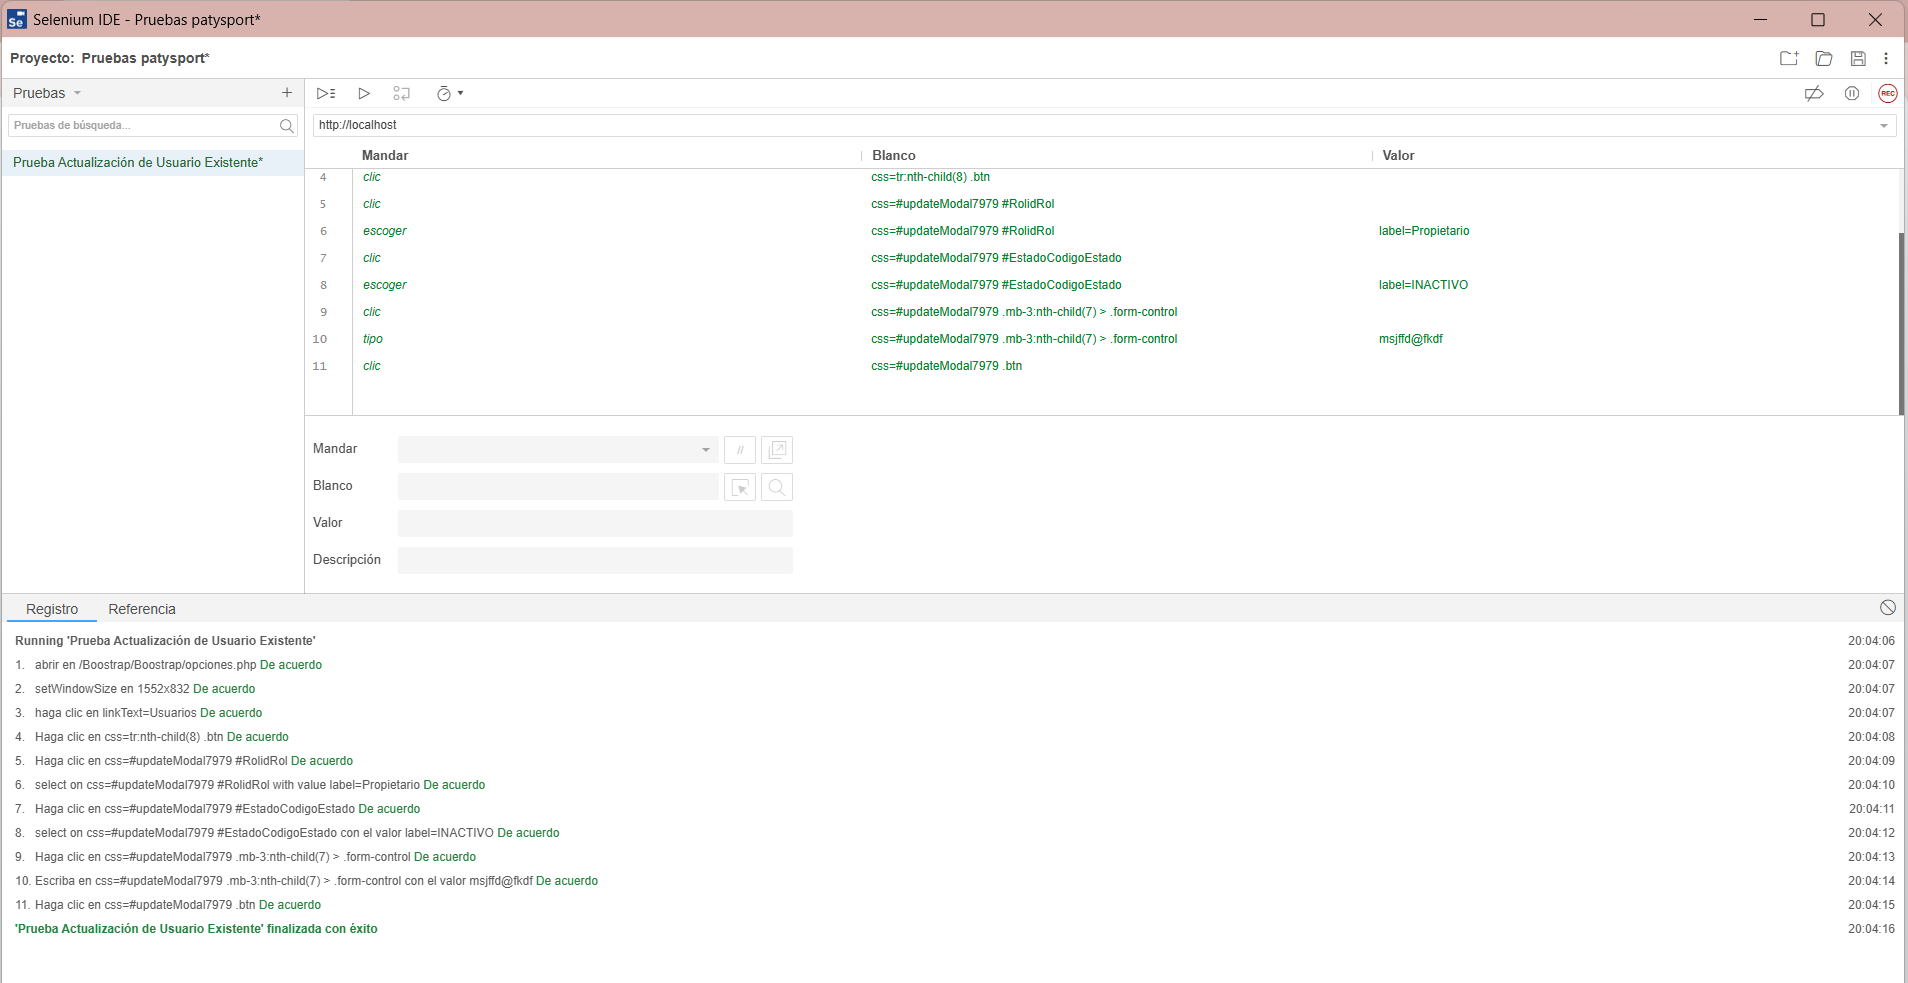 Selenium IDE - Pruebas patysport*
Proyecto: Pruebas patysport*
Pruebas
Pruebas de búsqueda...
Prueba Actualización de Usuario Existente*
REC
http://localhost
Mandar Blanco Valor
4 clic css=tr:nth-child(8) .btn
5 clic css=#updateModal7979 #RolidRol
6 escoger css=#updateModal7979 #RolidRol label=Propietario
7 clic css=#updateModal7979 #EstadoCodigoEstado
8 escoger css=#updateModal7979 #EstadoCodigoEstado label=INACTIVO
9 clic css=#updateModal7979 .mb-3:nth-child(7) > .form-control
10 tipo css=#updateModal7979 .mb-3:nth-child(7) > .form-control msjffd@fkdf
11 clic css=#updateModal7979 .btn
Mandar //
Blanco
Valor
Descripción
Registro Referencia
Running 'Prueba Actualización de Usuario Existente' 20:04:06
1. abrir en /Boostrap/Boostrap/opciones.php De acuerdo 20:04:07
2. setWindowSize en 1552x832 De acuerdo 20:04:07
3. haga clic en linkText=Usuarios De acuerdo 20:04:07
4. Haga clic en css=tr:nth-child(8) .btn De acuerdo 20:04:08
5. Haga clic en css=#updateModal7979 #RolidRol De acuerdo 20:04:09
6. select on css=#updateModal7979 #RolidRol with value label=Propietario De acuerdo 20:04:10
7. Haga clic en css=#updateModal7979 #EstadoCodigoEstado De acuerdo 20:04:11
8. select on css=#updateModal7979 #EstadoCodigoEstado con el valor label=INACTIVO De acuerdo 20:04:12
9. Haga clic en css=#updateModal7979 .mb-3:nth-child(7) > .form-control De acuerdo 20:04:13
10. Escriba en css=#updateModal7979 .mb-3:nth-child(7) > .form-control con el valor msjffd@fkdf De acuerdo 20:04:14
11. Haga clic en css=#updateModal7979 .btn De acuerdo 20:04:15
'Prueba Actualización de Usuario Existente' finalizada con éxito 20:04:16